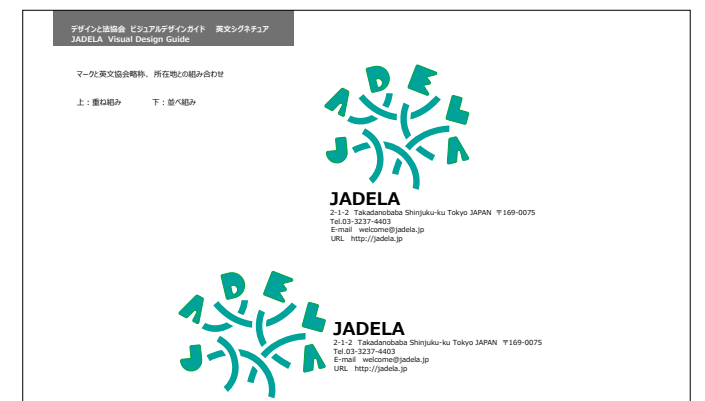 デザインと法協会 ビジュアルデザインガイド 英文シグネチュア
JADELA Visual Design Guide
マークと英文協会略称、所在地との組み合わせ
上：重ね組み 下：並べ組み
JADELA
JADELA
2-1-2 Takadanobaba Shinjuku-ku Tokyo JAPAN 〒169-0075
Tel.03-3237-4403
E-mail welcome@jadela.jp
URL http://jadela.jp
JADELA
JADELA
2-1-2 Takadanobaba Shinjuku-ku Tokyo JAPAN 〒169-0075
Tel.03-3237-4403
E-mail welcome@jadela.jp
URL http://jadela.jp